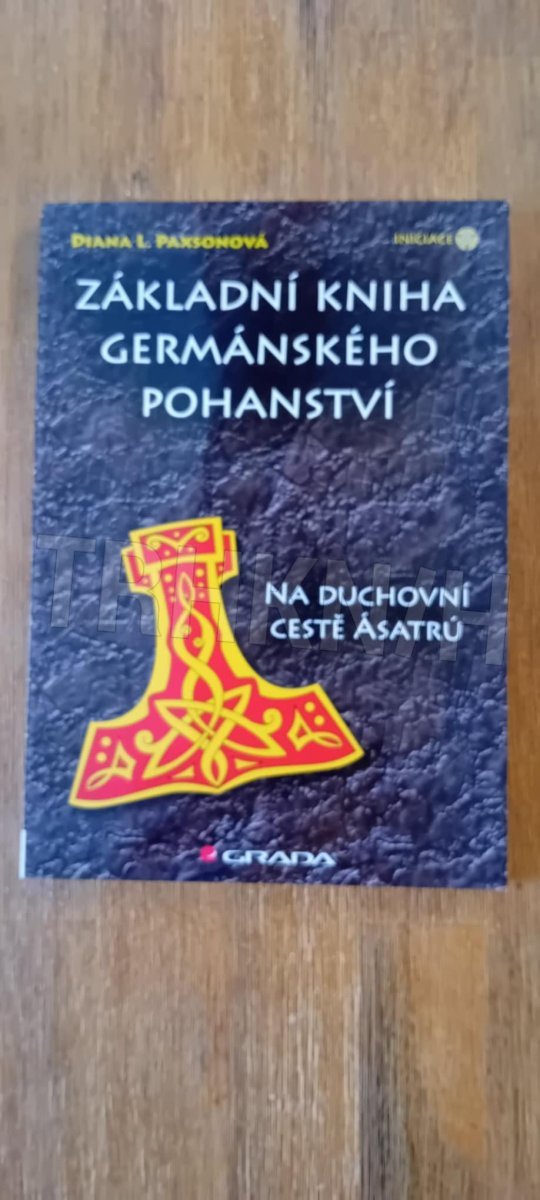 Diana L. Paxsonová
INICIACE
ZÁKLADNÍ KNIHA
GERMÁNSKÉHO
POHANSTVÍ
NA DUCHOVNÍ
CESTĚ ÁSATRÚ
GRADA